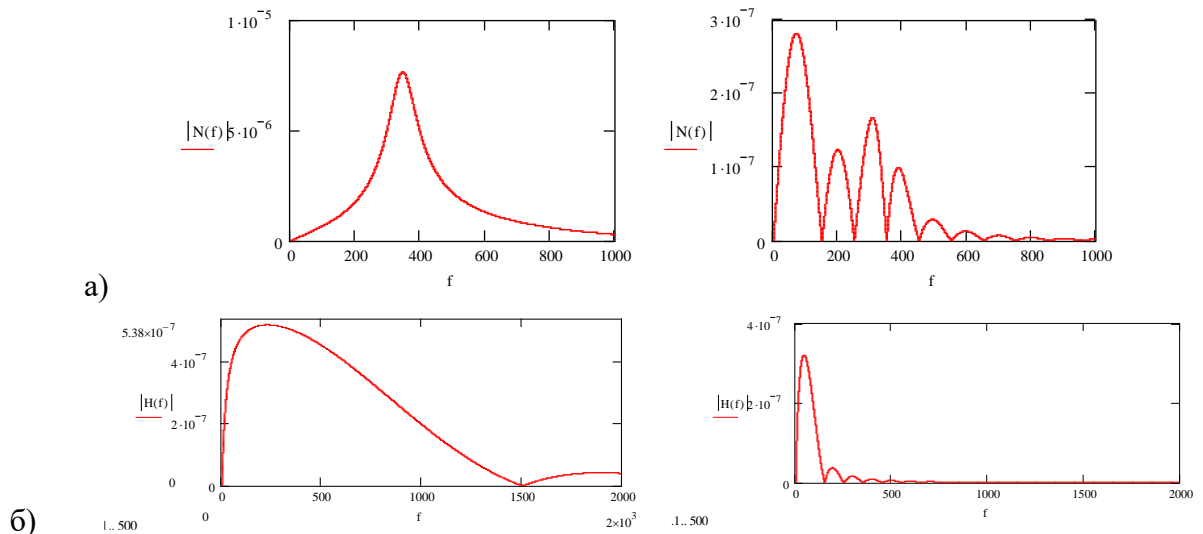 1·10⁻⁵
|N(f)| 5·10⁻⁶
0
0 200 400 600 800 1000
f
3·10⁻⁷
2·10⁻⁷
|N(f)|
1·10⁻⁷
0
0 200 400 600 800 1000
f
а)
5.38×10⁻⁷
4·10⁻⁷
|H(f)|
2·10⁻⁷
0 0
0 500 1000 1500 2000
0 f 2×10³
1.. 500
4·10⁻⁷
|H(f)| 2·10⁻⁷
0
0 500 1000 1500 2000
f
.1.. 500
б)